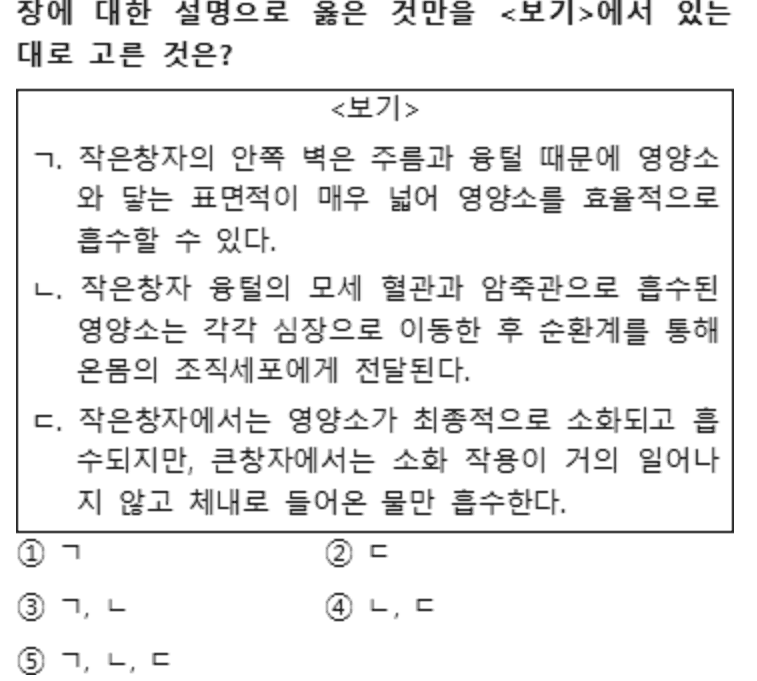 장에 대한 설명으로 옳은 것만을 <보기>에서 있는
대로 고른 것은?
<보기>
ㄱ. 작은창자의 안쪽 벽은 주름과 융털 때문에 영양소
와 닿는 표면적이 매우 넓어 영양소를 효율적으로
흡수할 수 있다.
ㄴ. 작은창자 융털의 모세 혈관과 암죽관으로 흡수된
영양소는 각각 심장으로 이동한 후 순환계를 통해
온몸의 조직세포에게 전달된다.
ㄷ. 작은창자에서는 영양소가 최종적으로 소화되고 흡
수되지만, 큰창자에서는 소화 작용이 거의 일어나
지 않고 체내로 들어온 물만 흡수한다.
① ㄱ ② ㄷ
③ ㄱ, ㄴ ④ ㄴ, ㄷ
⑤ ㄱ, ㄴ, ㄷ